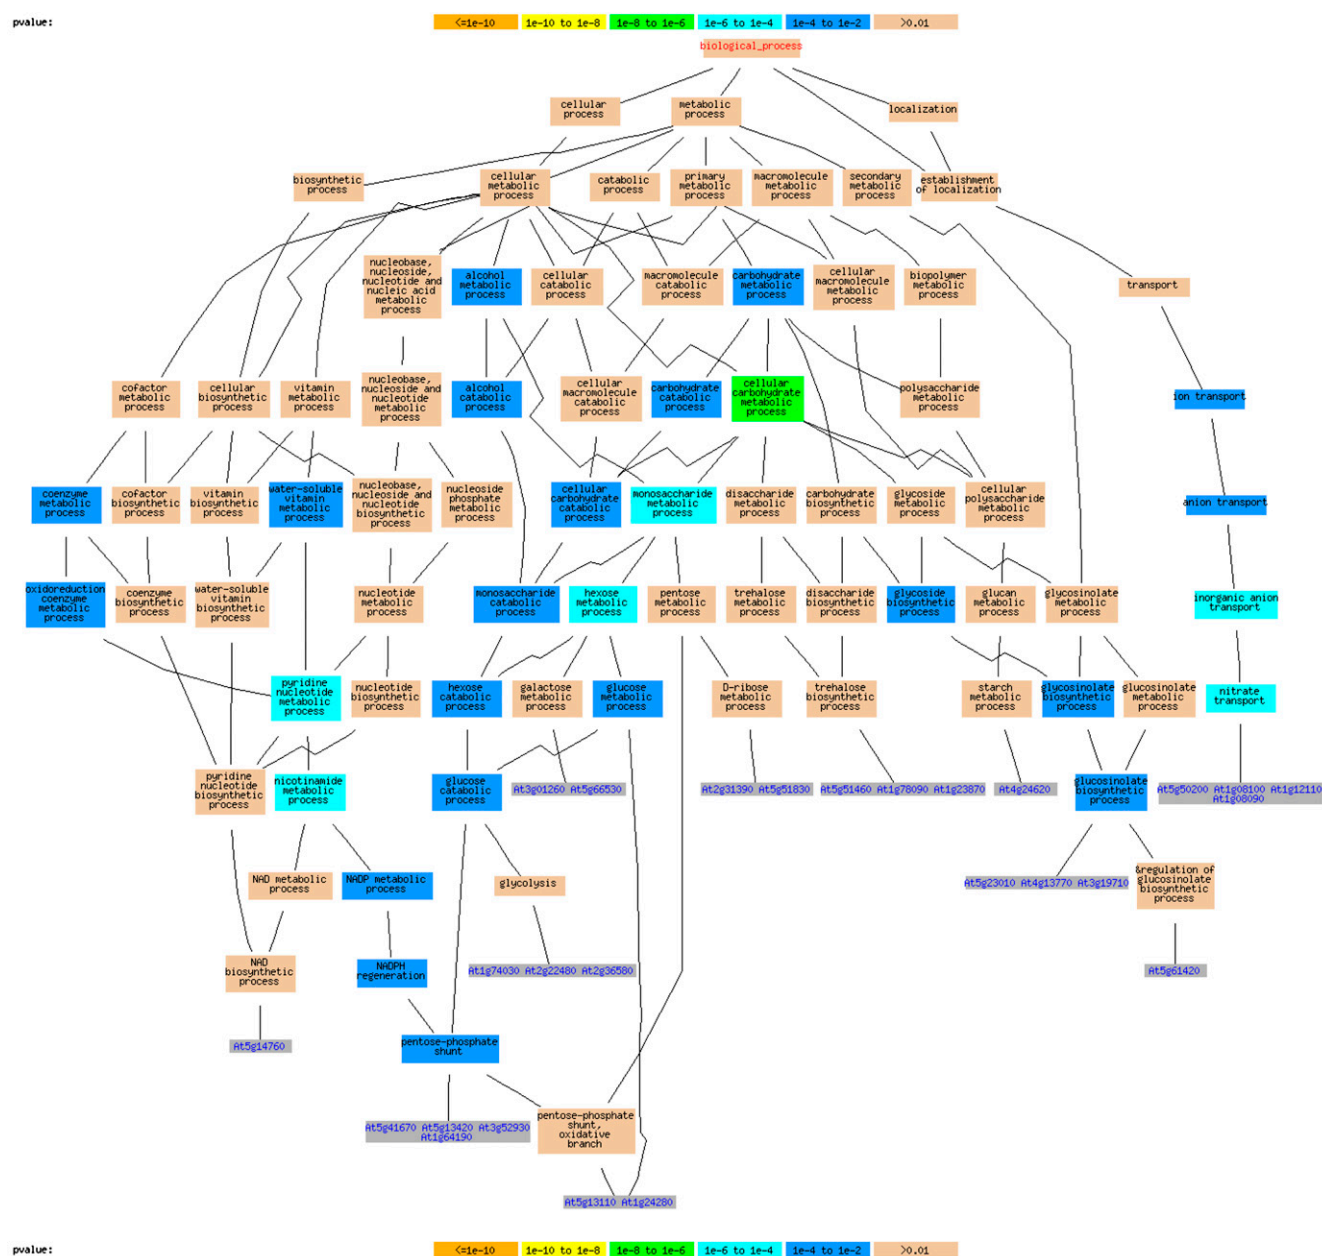 pvalue: <=1e-10 1e-10 to 1e-8 1e-8 to 1e-6 1e-6 to 1e-4 1e-4 to 1e-2 >0.01
biological_process
cellular
process
metabolic
process
localization
biosynthetic
process
cellular
metabolic
process
catabolic
process
primary
metabolic
process
macromolecule
metabolic
process
secondary
metabolic
process
establishment
of localization
nucleobase,
nucleoside,
nucleotide and
nucleic acid
metabolic
process
alcohol
metabolic
process
cellular
catabolic
process
macromolecule
catabolic
process
carbohydrate
metabolic
process
cellular
macromolecule
metabolic
process
biopolymer
metabolic
process
transport
cofactor
metabolic
process
cellular
biosynthetic
process
vitamin
metabolic
process
nucleobase,
nucleoside and
nucleotide
metabolic
process
alcohol
catabolic
process
cellular
macromolecule
catabolic
process
carbohydrate
catabolic
process
cellular
carbohydrate
metabolic
process
polysaccharide
metabolic
process
ion transport
coenzyme
metabolic
process
cofactor
biosynthetic
process
vitamin
biosynthetic
process
water-soluble
vitamin
metabolic
process
nucleobase,
nucleoside and
nucleotide
biosynthetic
process
nucleoside
phosphate
metabolic
process
cellular
carbohydrate
catabolic
process
monosaccharide
metabolic
process
disaccharide
metabolic
process
carbohydrate
biosynthetic
process
glycoside
metabolic
process
cellular
polysaccharide
metabolic
process
anion transport
oxidoreduction
coenzyme
metabolic
process
coenzyme
biosynthetic
process
water-soluble
vitamin
biosynthetic
process
nucleotide
metabolic
process
monosaccharide
catabolic
process
hexose
metabolic
process
pentose
metabolic
process
trehalose
metabolic
process
disaccharide
biosynthetic
process
glycoside
biosynthetic
process
glucan
metabolic
process
glycosinolate
metabolic
process
inorganic anion
transport
pyridine
nucleotide
metabolic
process
nucleotide
biosynthetic
process
hexose
catabolic
process
galactose
metabolic
process
glucose
metabolic
process
D-ribose
metabolic
process
trehalose
biosynthetic
process
starch
metabolic
process
glycosinolate
biosynthetic
process
glucosinolate
metabolic
process
nitrate
transport
pyridine
nucleotide
biosynthetic
process
nicotinamide
metabolic
process
glucose
catabolic
process
At3g01260 At5g66530
At2g31390 At5g51830
At5g51460 At1g78090 At1g23870
At4g24620
glucosinolate
biosynthetic
process
At5g50200 At1g08100 At1g12110
At1g08090
NAD metabolic
process
NADP metabolic
process
glycolysis
At5g23010 At4g13770 At3g19710
&regulation of
glucosinolate
biosynthetic
process
NAD
biosynthetic
process
NADPH
regeneration
At1g74030 At2g22480 At2g36580
At5g61420
At5g14760
pentose-phosphate
shunt
At5g41670 At5g13420 At3g52930
At1g64190
pentose-phosphate
shunt,
oxidative
branch
At5g13110 At1g24280
pvalue: <=1e-10 1e-10 to 1e-8 1e-8 to 1e-6 1e-6 to 1e-4 1e-4 to 1e-2 >0.01